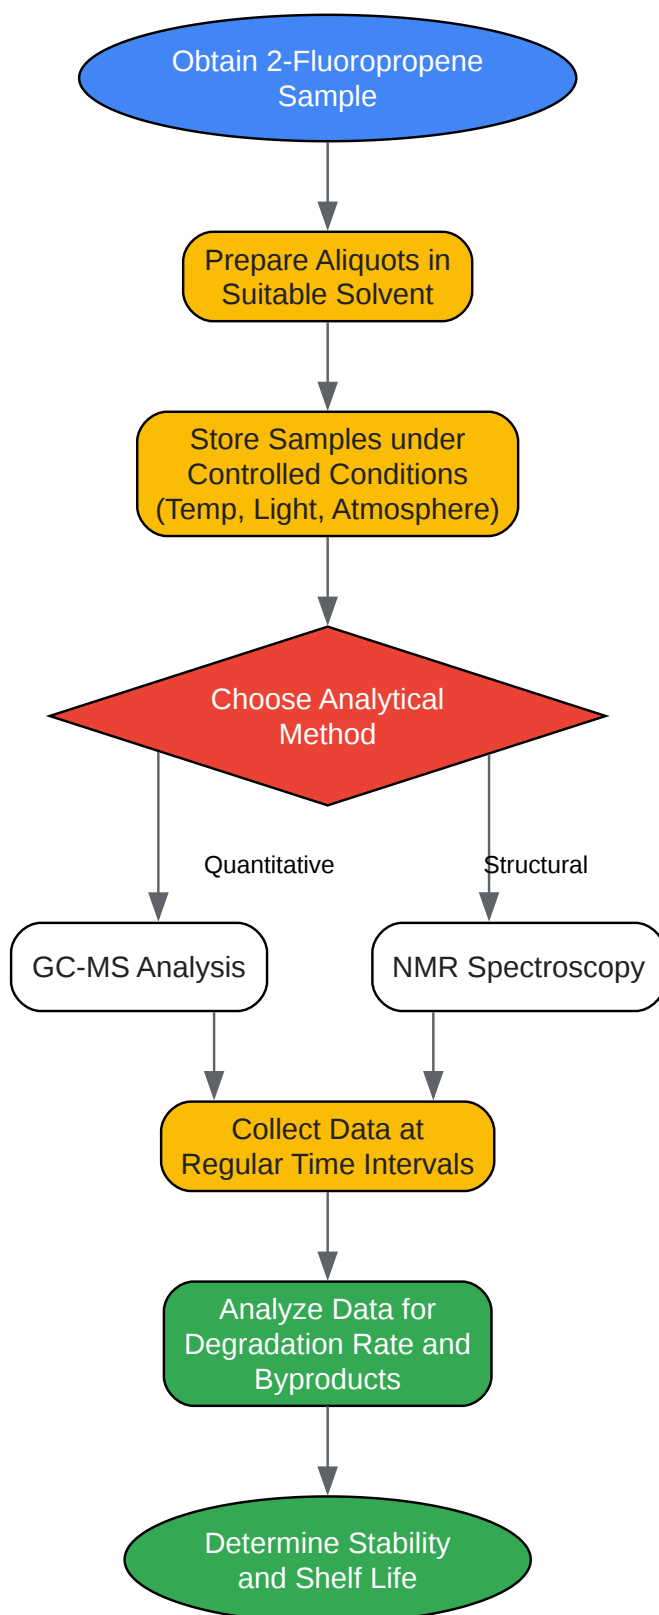 Obtain 2-Fluoropropene
Sample
Prepare Aliquots in
Suitable Solvent
Store Samples under
Controlled Conditions
(Temp, Light, Atmosphere)
Choose Analytical
Method
Quantitative
Structural
GC-MS Analysis
NMR Spectroscopy
Collect Data at
Regular Time Intervals
Analyze Data for
Degradation Rate and
Byproducts
Determine Stability
and Shelf Life